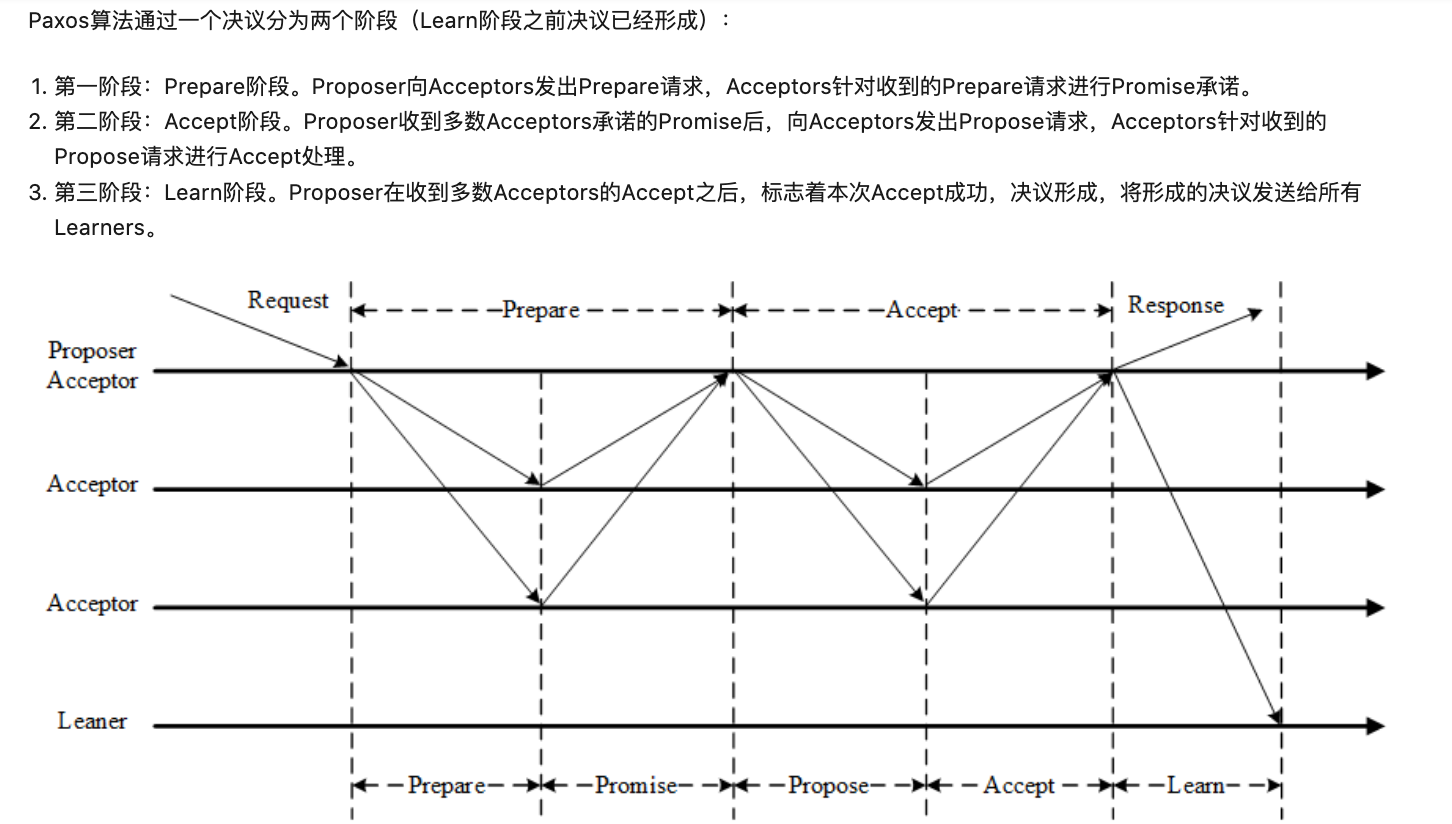 Paxos算法通过一个决议分为两个阶段（Learn阶段之前决议已经形成）：
1. 第一阶段：Prepare阶段。Proposer向Acceptors发出Prepare请求，Acceptors针对收到的Prepare请求进行Promise承诺。
2. 第二阶段：Accept阶段。Proposer收到多数Acceptors承诺的Promise后，向Acceptors发出Propose请求，Acceptors针对收到的
Propose请求进行Accept处理。
3. 第三阶段：Learn阶段。Proposer在收到多数Acceptors的Accept之后，标志着本次Accept成功，决议形成，将形成的决议发送给所有
Learners。
Request
Prepare
Accept
Response
Proposer
Acceptor
Acceptor
Acceptor
Leaner
Prepare
Promise
Propose
Accept
Learn